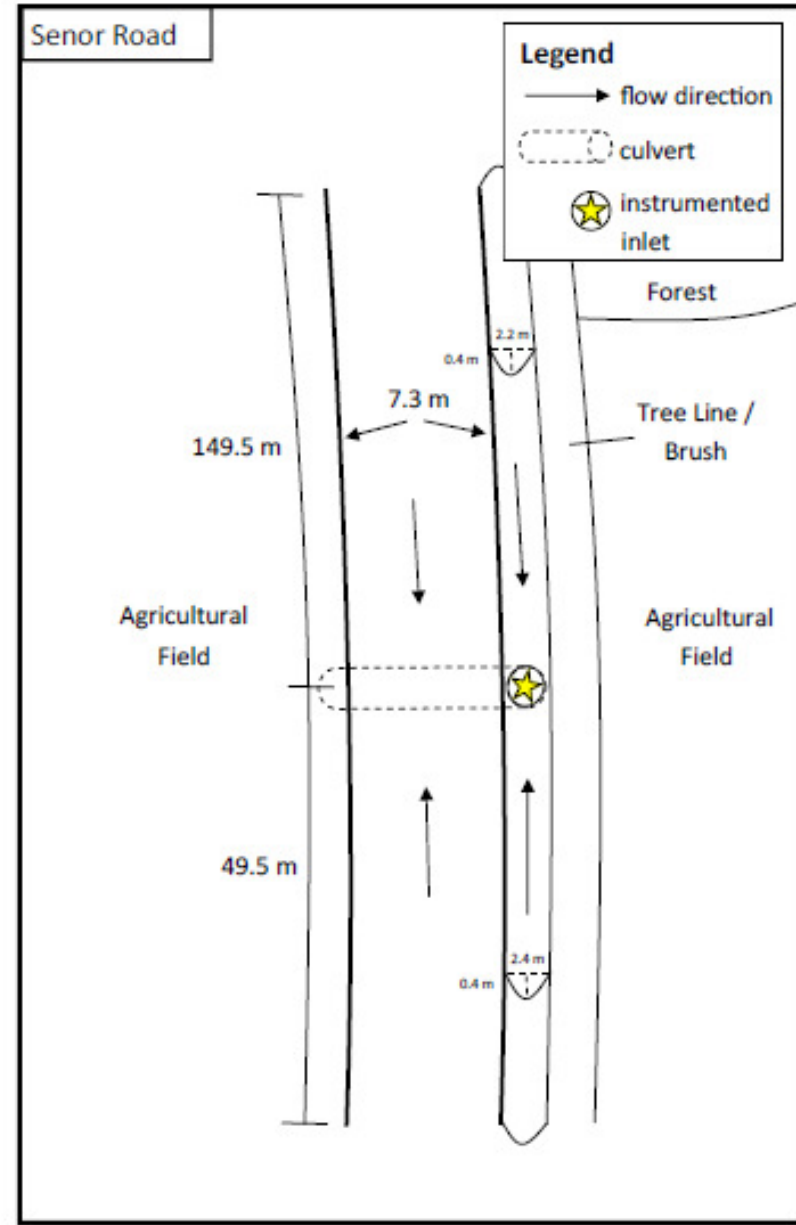 Senor Road
Legend
flow direction
culvert
instrumented
inlet
Forest
2.2 m
0.4 m
7.3 m
Tree Line /
Brush
149.5 m
Agricultural
Field
Agricultural
Field
49.5 m
2.4 m
0.4 m